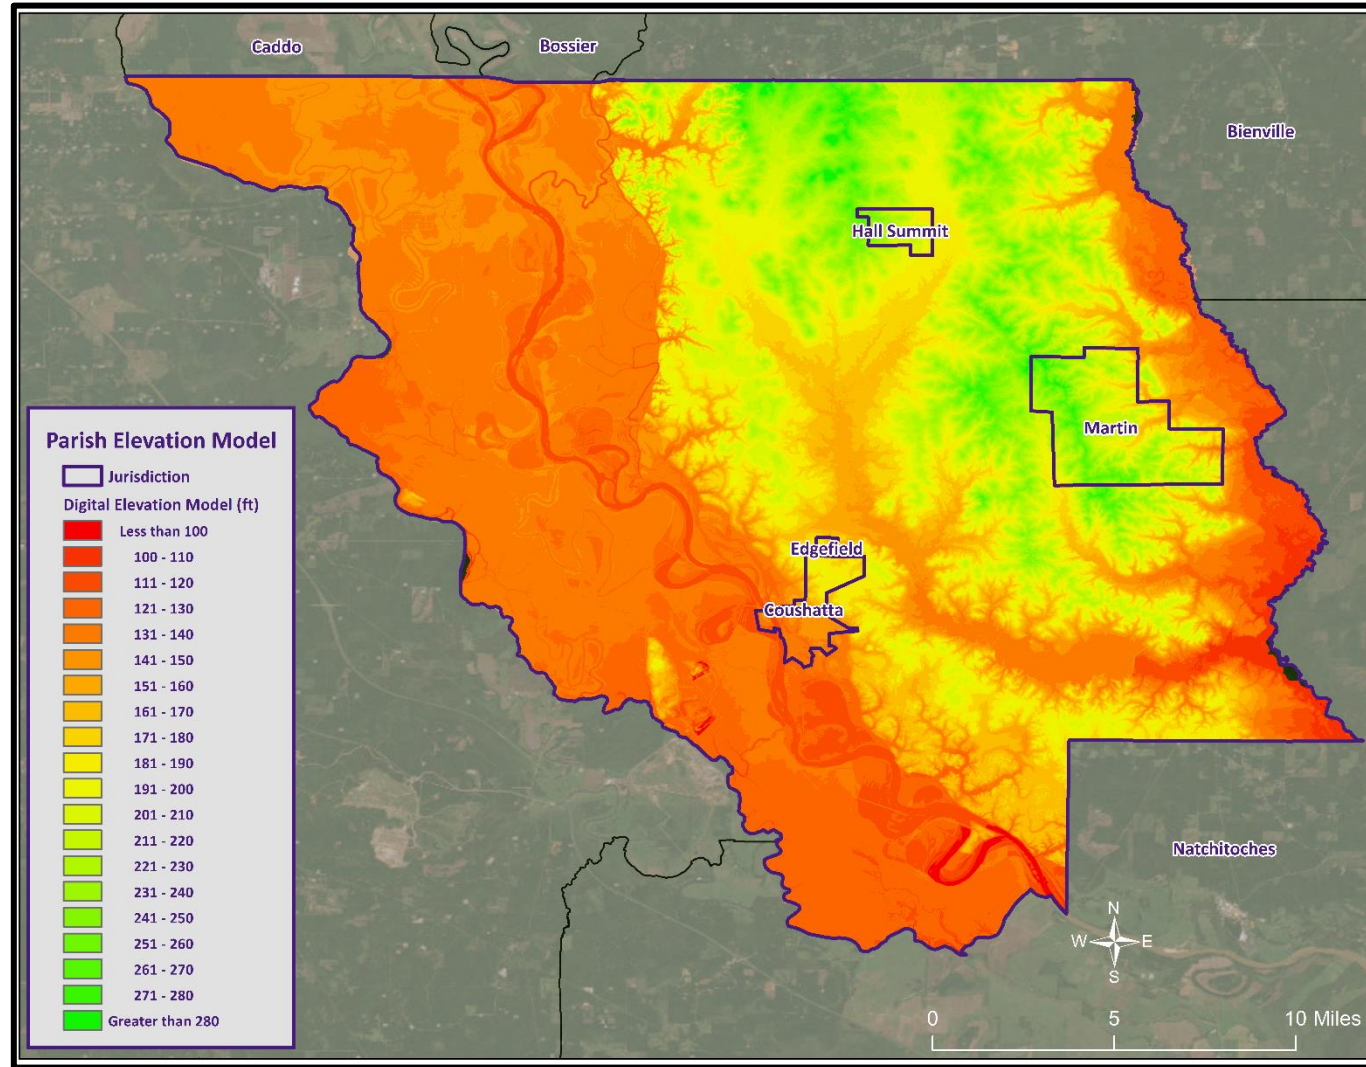 Caddo
Bossier
Bienville
Hall Summit
Martin
Edgefield
Coushatta
Natchitoches
Parish Elevation Model
Jurisdiction
Digital Elevation Model (ft)
Less than 100
100 - 110
111 - 120
121 - 130
131 - 140
141 - 150
151 - 160
161 - 170
171 - 180
181 - 190
191 - 200
201 - 210
211 - 220
221 - 230
231 - 240
241 - 250
251 - 260
261 - 270
271 - 280
Greater than 280
N
W E
S
0 5 10 Miles